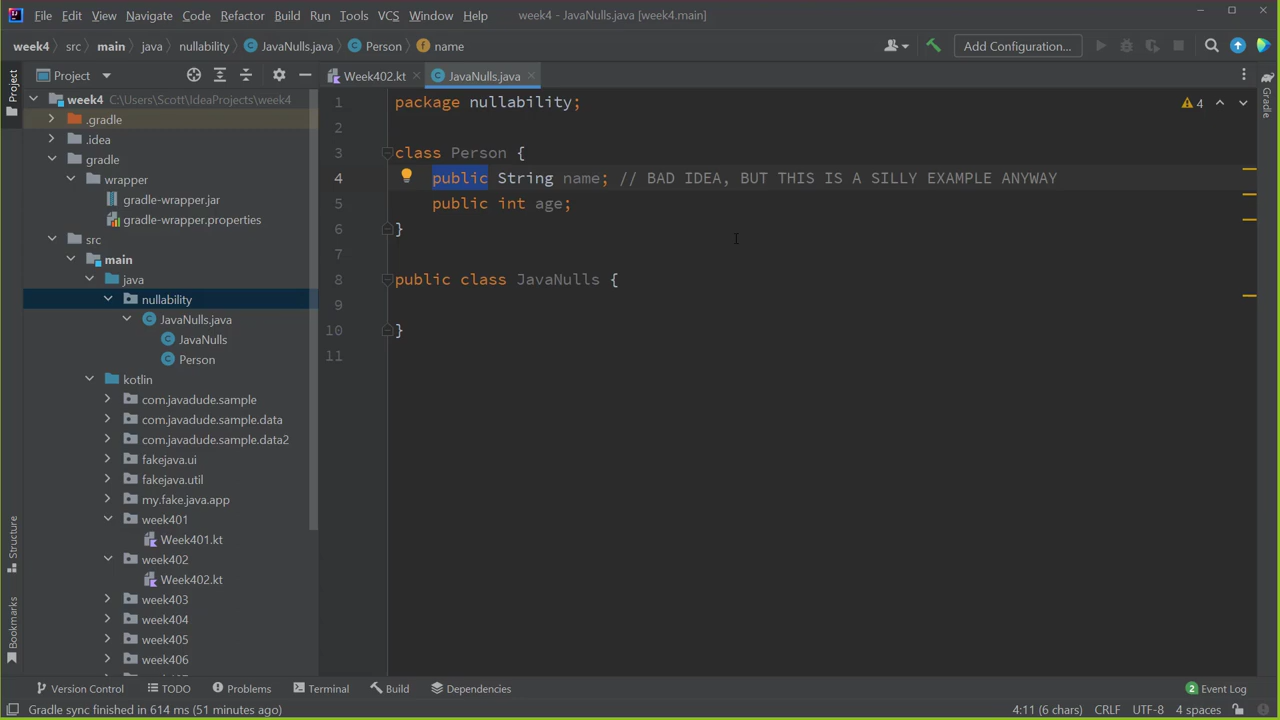 File Edit View Navigate Code Refactor Build Run Tools VCS Window Help week4 - JavaNulls.java [week4.main]
week4 src main java nullability JavaNulls.java Person name Add Configuration...
Project Week402.kt JavaNulls.java
Project
week4 C:\Users\Scott\IdeaProjects\week4
.gradle
.idea
gradle
wrapper
gradle-wrapper.jar
gradle-wrapper.properties
src
main
java
nullability
JavaNulls.java
JavaNulls
Person
kotlin
com.javadude.sample
com.javadude.sample.data
com.javadude.sample.data2
fakejava.ui
fakejava.util
my.fake.java.app
week401
Week401.kt
week402
Week402.kt
week403
week404
week405
week406
Structure
Bookmarks
1 package nullability;
2
3 class Person {
4 public String name; // BAD IDEA, BUT THIS IS A SILLY EXAMPLE ANYWAY
5 public int age;
6 }
7
8 public class JavaNulls {
9
10 }
11
4
Gradle
Version Control TODO Problems Terminal Build Dependencies 2 Event Log
Gradle sync finished in 614 ms (51 minutes ago) 4:11 (6 chars) CRLF UTF-8 4 spaces